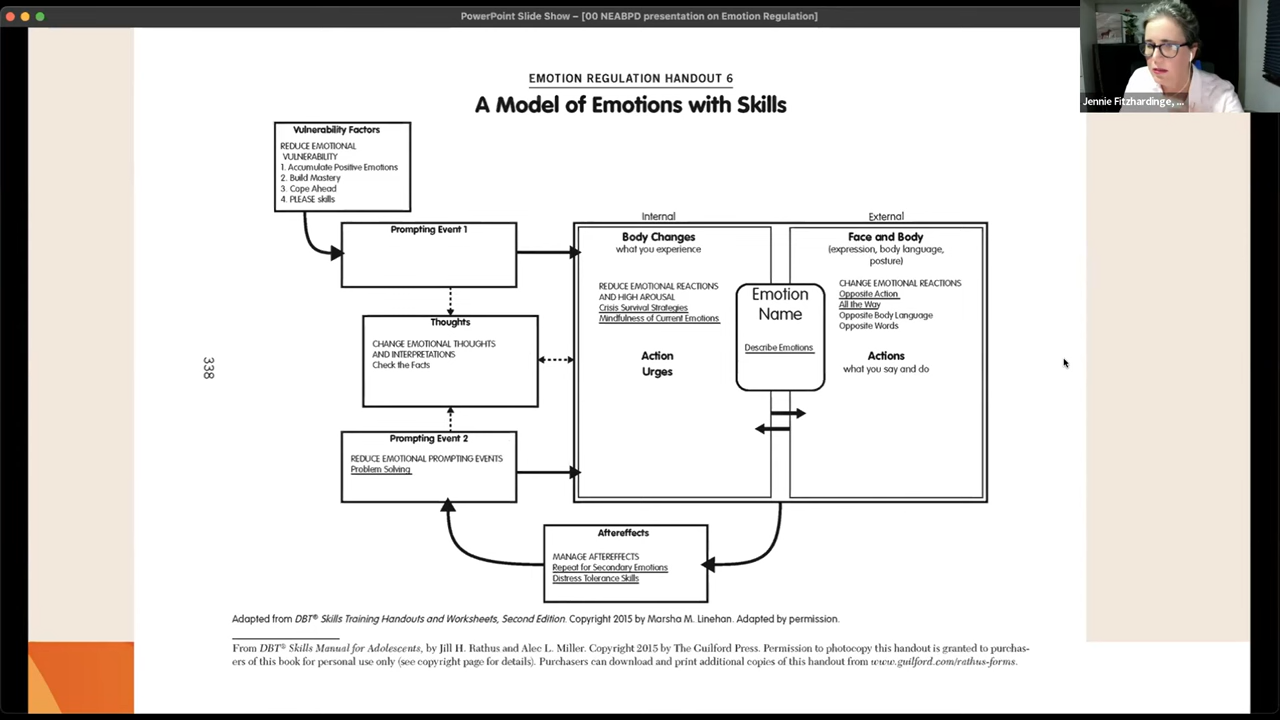 PowerPoint Slide Show – [00 NEABPD presentation on Emotion Regulation]
Jennie Fitzhardinge, ...
EMOTION REGULATION HANDOUT 6
A Model of Emotions with Skills
Vulnerability Factors
REDUCE EMOTIONAL
VULNERABILITY
1. Accumulate Positive Emotions
2. Build Mastery
3. Cope Ahead
4. PLEASE skills
Prompting Event 1
Thoughts
CHANGE EMOTIONAL THOUGHTS
AND INTERPRETATIONS
Check the Facts
Prompting Event 2
REDUCE EMOTIONAL PROMPTING EVENTS
Problem Solving
Internal
Body Changes
what you experience
REDUCE EMOTIONAL REACTIONS
AND HIGH AROUSAL
Crisis Survival Strategies
Mindfulness of Current Emotions
Action
Urges
Emotion
Name
Describe Emotions
External
Face and Body
(expression, body language,
posture)
CHANGE EMOTIONAL REACTIONS
Opposite Action
All the Way
Opposite Body Language
Opposite Words
Actions
what you say and do
Aftereffects
MANAGE AFTEREFFECTS
Repeat for Secondary Emotions
Distress Tolerance Skills
338
Adapted from DBT® Skills Training Handouts and Worksheets, Second Edition. Copyright 2015 by Marsha M. Linehan. Adapted by permission.
From DBT® Skills Manual for Adolescents, by Jill H. Rathus and Alec L. Miller. Copyright 2015 by The Guilford Press. Permission to photocopy this handout is granted to purchas-
ers of this book for personal use only (see copyright page for details). Purchasers can download and print additional copies of this handout from www.guilford.com/rathus-forms.